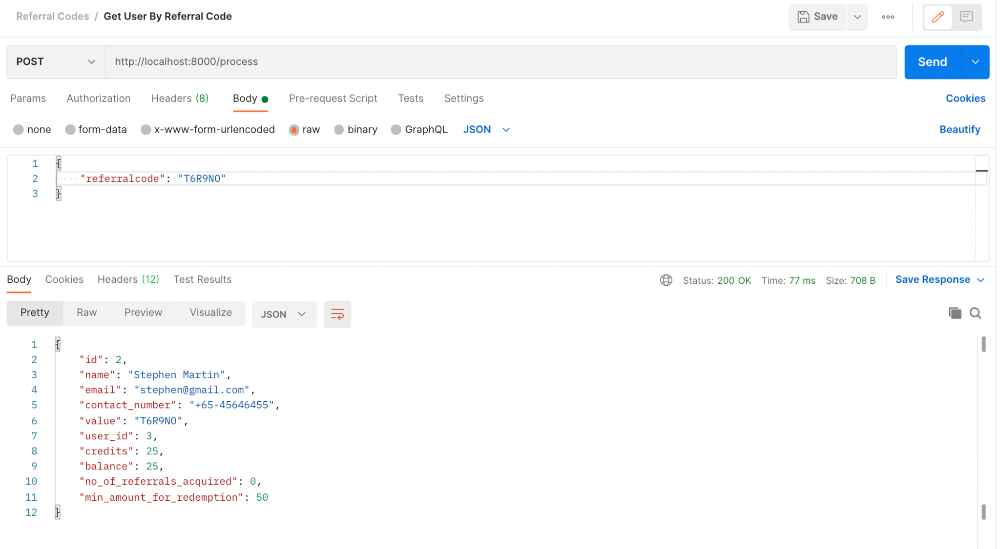 Referral Codes / Get User By Referral Code
Save
POST
http://localhost:8000/process
Send
Params Authorization Headers (8) Body Pre-request Script Tests Settings Cookies
none form-data x-www-form-urlencoded raw binary GraphQL JSON Beautify
1 {
2 "referralcode": "T6R9NO"
3 }
Body Cookies Headers (12) Test Results Status: 200 OK Time: 77 ms Size: 708 B Save Response
Pretty Raw Preview Visualize JSON
1 {
2 "id": 2,
3 "name": "Stephen Martin",
4 "email": "stephen@gmail.com",
5 "contact_number": "+65-45646455",
6 "value": "T6R9NO",
7 "user_id": 3,
8 "credits": 25,
9 "balance": 25,
10 "no_of_referrals_acquired": 0,
11 "min_amount_for_redemption": 50
12 }